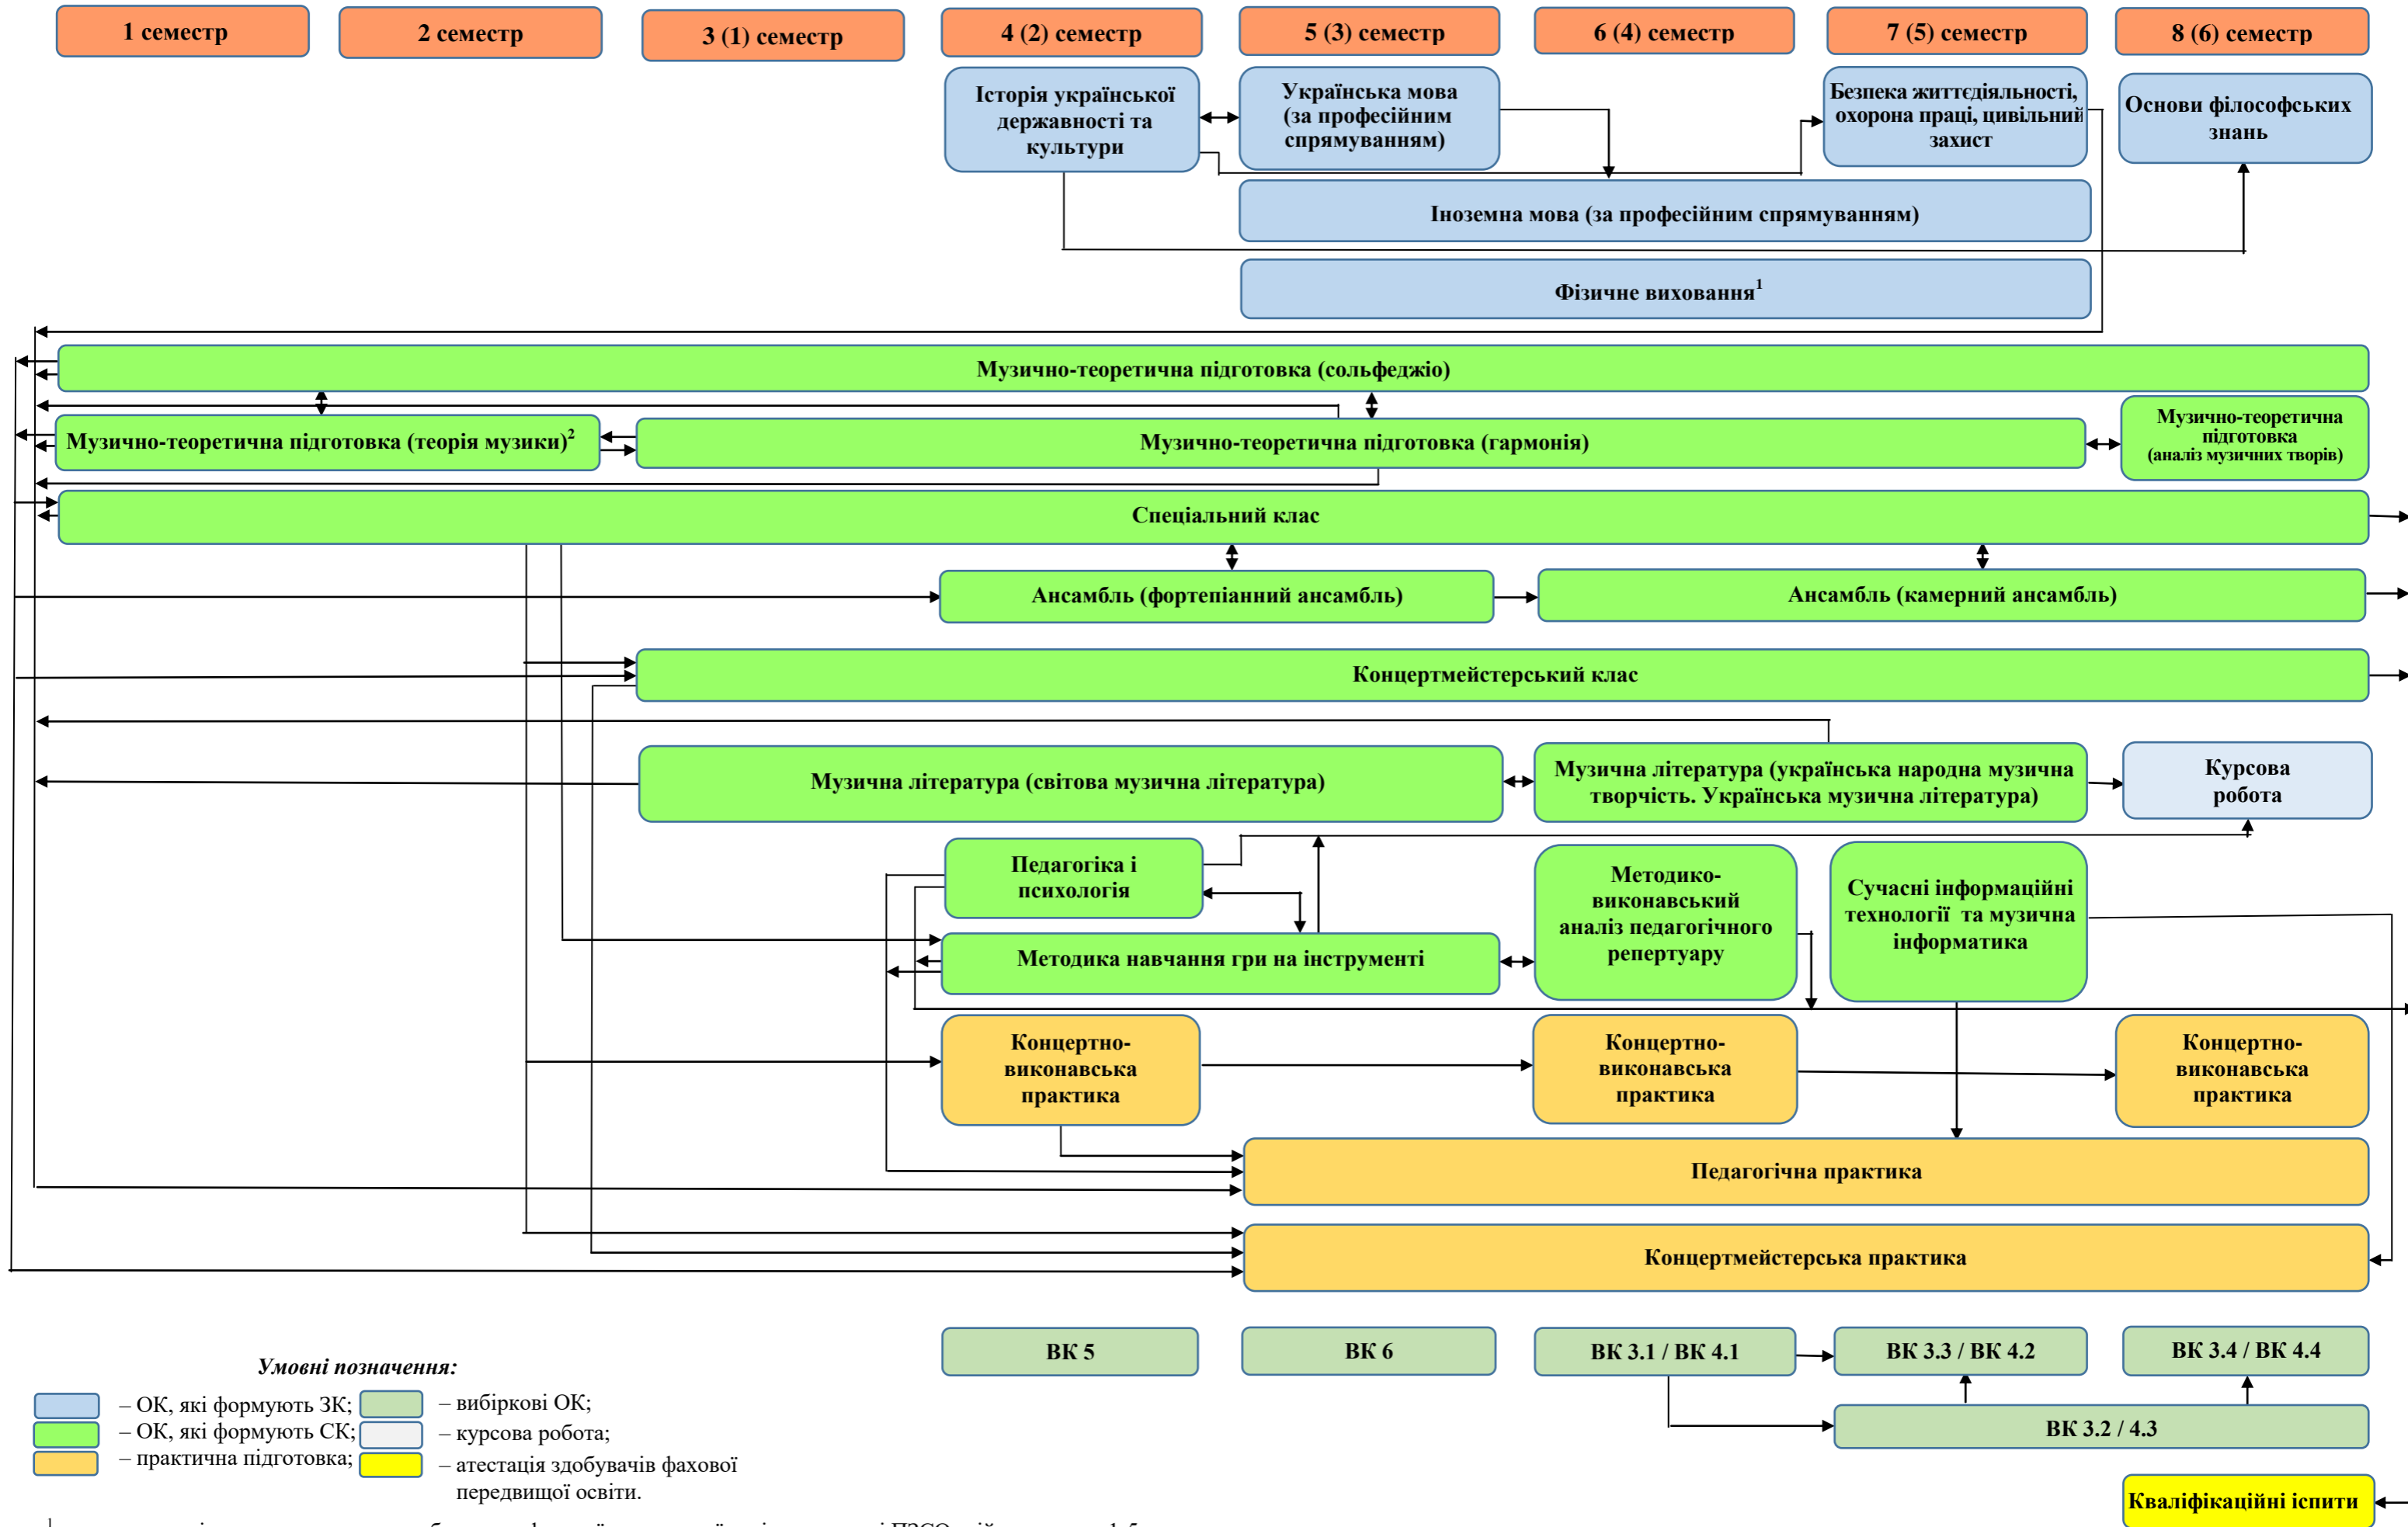 1 семестр
2 семестр
3 (1) семестр
4 (2) семестр
5 (3) семестр
6 (4) семестр
7 (5) семестр
8 (6) семестр
Історія української
державності та
культури
Українська мова
(за професійним
спрямуванням)
Безпека життєдіяльності,
охорона праці, цивільний
захист
Основи філософських
знань
Іноземна мова (за професійним спрямуванням)
Фізичне виховання1
Музично-теоретична підготовка (сольфеджіо)
Музично-теоретична підготовка (теорія музики)2
Музично-теоретична підготовка (гармонія)
Музично-теоретична
підготовка
(аналіз музичних творів)
Спеціальний клас
Ансамбль (фортепіанний ансамбль)
Ансамбль (камерний ансамбль)
Концертмейстерський клас
Музична література (світова музична література)
Музична література (українська народна музична
творчість. Українська музична література)
Курсова
робота
Педагогіка і
психологія
Методика навчання гри на інструменті
Методико-
виконавський
аналіз педагогічного
репертуару
Сучасні інформаційні
технології та музична
інформатика
Концертно-
виконавська
практика
Концертно-
виконавська
практика
Концертно-
виконавська
практика
Педагогічна практика
Концертмейстерська практика
ВК 5
ВК 6
ВК 3.1 / ВК 4.1
ВК 3.3 / ВК 4.2
ВК 3.4 / ВК 4.4
ВК 3.2 / 4.3
Кваліфікаційні іспити
Умовні позначення:
– ОК, які формують ЗК;
– ОК, які формують СК;
– практична підготовка;
– вибіркові ОК;
– курсова робота;
– атестація здобувачів фахової
передвищої освіти.